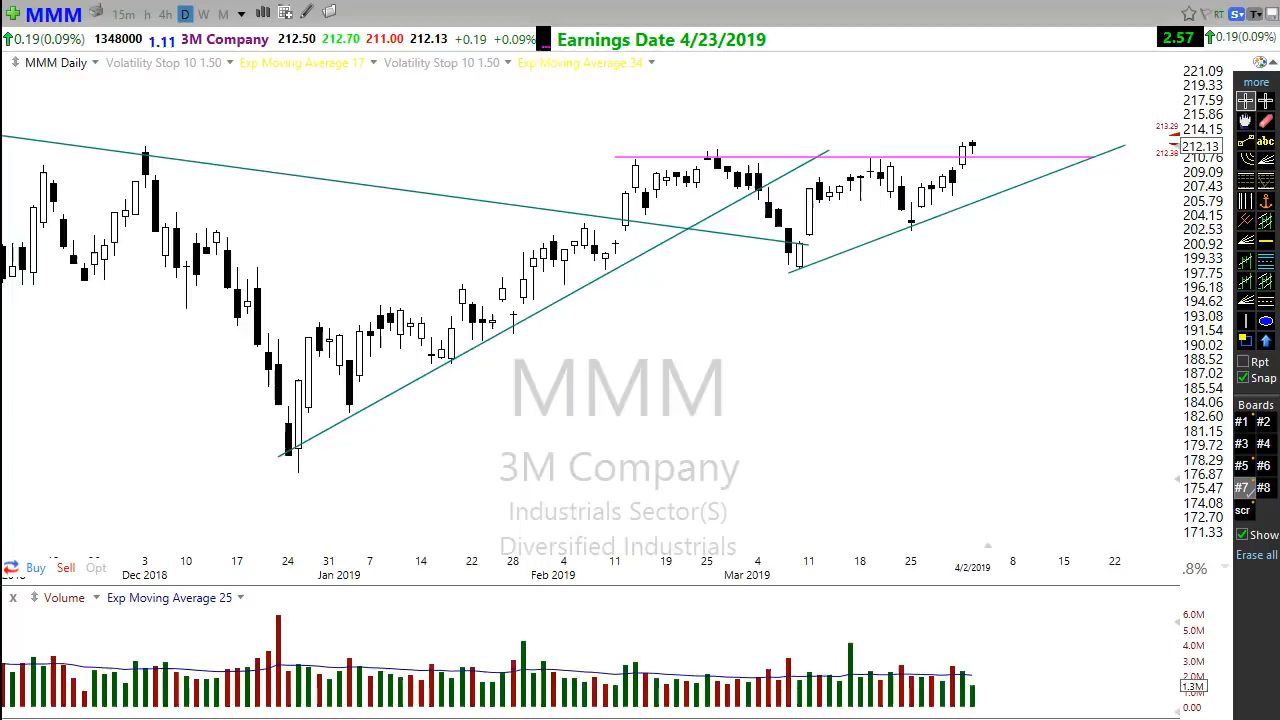 MMM 15m h 4h D W M RT S T
0.19(0.09%) 1348000 1.11 3M Company 212.50 212.70 211.00 212.13 +0.19 +0.09% Earnings Date 4/23/2019 2.57 0.19(0.09%)
MMM Daily Volatility Stop 10 1.50 Exp Moving Average 17 Volatility Stop 10 1.50 Exp Moving Average 34
221.09
219.33
217.59
215.86
214.15
213.29
212.13
212.38
210.76
209.09
207.43
205.79
204.15
202.53
200.92
199.33
197.75
196.18
194.62
193.08
191.54
190.02
188.52
187.02
185.54
184.06
182.60
181.15
179.72
178.29
176.87
175.47
174.08
172.70
171.33
more
abc
Rpt
Snap
Boards
#1 #2
#3 #4
#5 #6
#7 #8
scr
Show
Erase all
MMM
3M Company
Industrials Sector(S)
Diversified Industrials
3 10 17 24 31 7 14 22 28 4 11 19 25 4 11 18 25 4/2/2019 8 15 22
Dec 2018 Jan 2019 Feb 2019 Mar 2019
Buy Sell Opt
.8%
x Volume Exp Moving Average 25
6.0M
5.0M
4.0M
3.0M
2.0M
1.3M
0.00